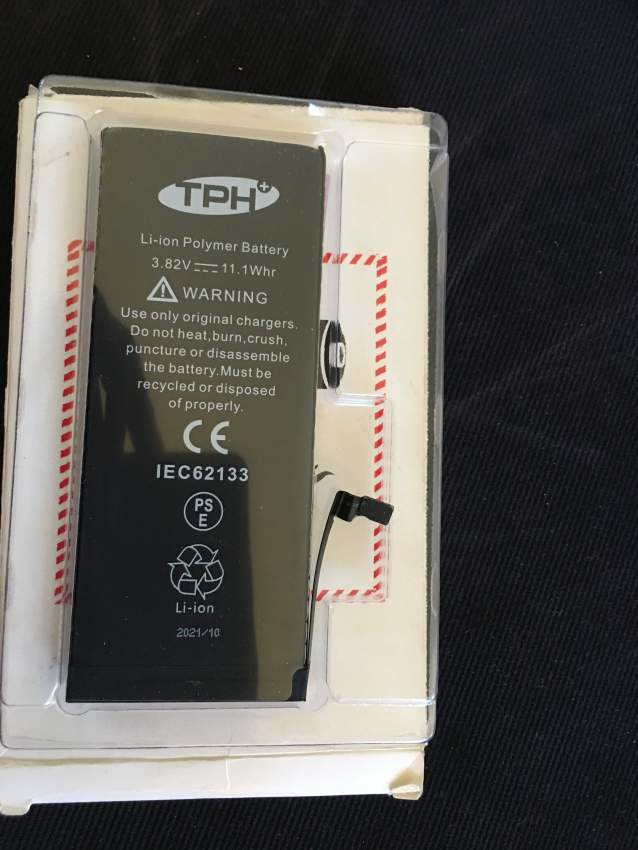 TPH+
Li-ion Polymer Battery
3.82V 11.1Whr
WARNING
Use only original chargers.
Do not heat,burn,crush,
puncture or disassemble
the battery.Must be
recycled or disposed
of properly.
CE
IEC62133
PS
E
Li-ion
2021/10